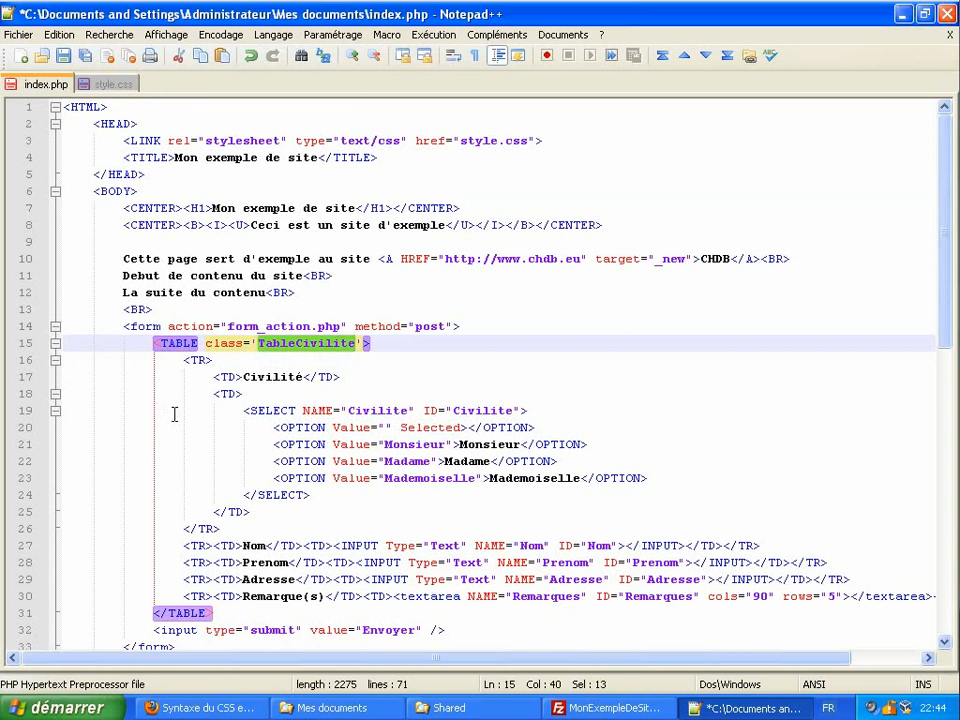 *C:\Documents and Settings\Administrateur\Mes documents\index.php - Notepad++
Fichier Edition Recherche Affichage Encodage Langage Paramétrage Macro Exécution Compléments Documents ? X
index.php style.css
1 <HTML>
2 <HEAD>
3 <LINK rel="stylesheet" type="text/css" href="style.css">
4 <TITLE>Mon exemple de site</TITLE>
5 </HEAD>
6 <BODY>
7 <CENTER><H1>Mon exemple de site</H1></CENTER>
8 <CENTER><B><I><U>Ceci est un site d'exemple</U></I></B></CENTER>
9
10 Cette page sert d'exemple au site <A HREF="http://www.chdb.eu" target="_new">CHDB</A><BR>
11 Debut de contenu du site<BR>
12 La suite du contenu<BR>
13 <BR>
14 <form action="form_action.php" method="post">
15 <TABLE class='TableCivilite'>
16 <TR>
17 <TD>Civilité</TD>
18 <TD>
19 <SELECT NAME="Civilite" ID="Civilite">
20 <OPTION Value="" Selected></OPTION>
21 <OPTION Value="Monsieur">Monsieur</OPTION>
22 <OPTION Value="Madame">Madame</OPTION>
23 <OPTION Value="Mademoiselle">Mademoiselle</OPTION>
24 </SELECT>
25 </TD>
26 </TR>
27 <TR><TD>Nom</TD><TD><INPUT Type="Text" NAME="Nom" ID="Nom"></INPUT></TD></TR>
28 <TR><TD>Prenom</TD><TD><INPUT Type="Text" NAME="Prenom" ID="Prenom"></INPUT></TD></TR>
29 <TR><TD>Adresse</TD><TD><INPUT Type="Text" NAME="Adresse" ID="Adresse"></INPUT></TD></TR>
30 <TR><TD>Remarque(s)</TD><TD><textarea NAME="Remarques" ID="Remarques" cols="90" rows="5"></textarea>
31 </TABLE>
32 <input type="submit" value="Envoyer" />
33 </form>
PHP Hypertext Preprocessor file length : 2275 lines : 71 Ln : 15 Col : 40 Sel : 13 Dos\Windows ANSI INS
démarrer Syntaxe du CSS e... Mes documents Shared MonExempleDeSit... *C:\Documents an... FR 22:44